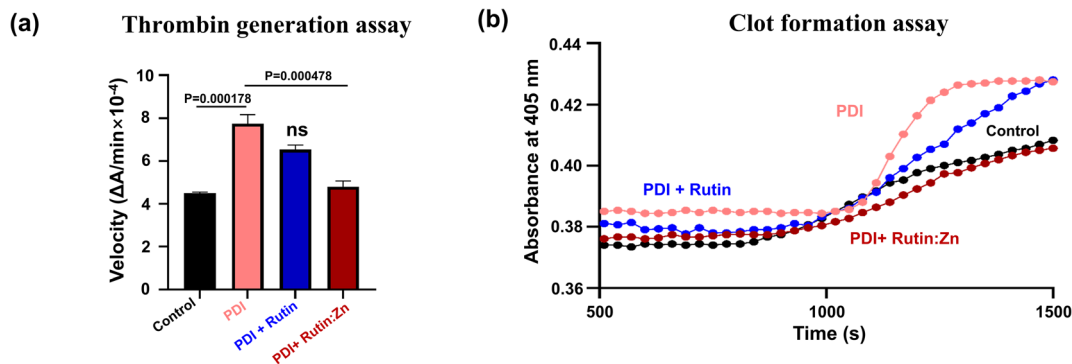 (a)
Thrombin generation assay
Velocity (ΔA/min×10⁻⁴)
10
8
6
4
2
0
P=0.000478
P=0.000178
ns
Control
PDI
PDI + Rutin
PDI+ Rutin:Zn
(b)
Clot formation assay
Absorbance at 405 nm
0.44
0.42
0.40
0.38
0.36
PDI
Control
PDI + Rutin
PDI+ Rutin:Zn
500
1000
1500
Time (s)